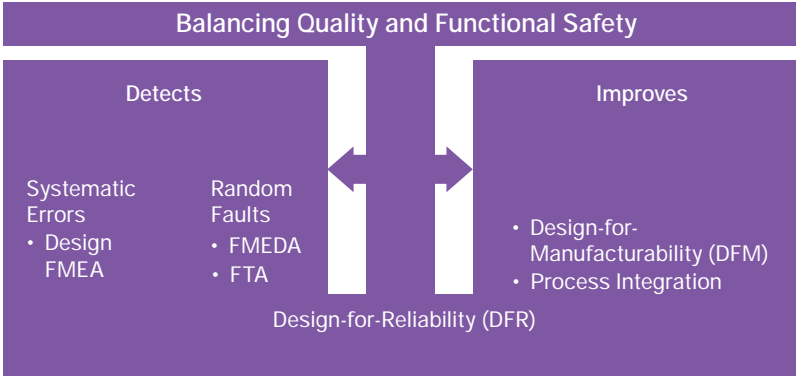 Balancing Quality and Functional Safety
Detects
Systematic
Errors
• Design
FMEA
Random
Faults
• FMEDA
• FTA
Improves
• Design-for-
Manufacturability (DFM)
• Process Integration
Design-for-Reliability (DFR)